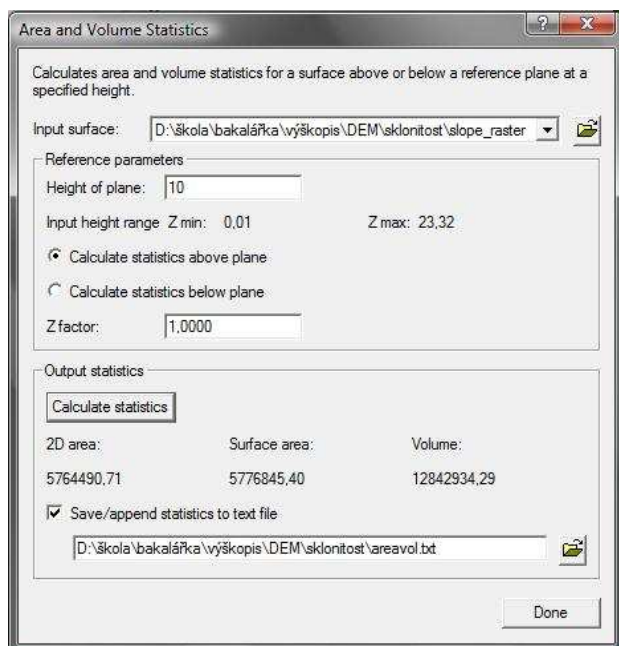 Area and Volume Statistics
Calculates area and volume statistics for a surface above or below a reference plane at a
specified height.
Input surface: D:\škola\bakalářka\výškopis\DEM\sklonitost\slope_raster
Reference parameters
Height of plane: 10
Input height range Z min: 0,01 Z max: 23,32
Calculate statistics above plane
Calculate statistics below plane
Z factor: 1,0000
Output statistics
Calculate statistics
2D area: Surface area: Volume:
5764490,71 5776845,40 12842934,29
Save/append statistics to text file
D:\škola\bakalářka\výškopis\DEM\sklonitost\areavol.txt
Done